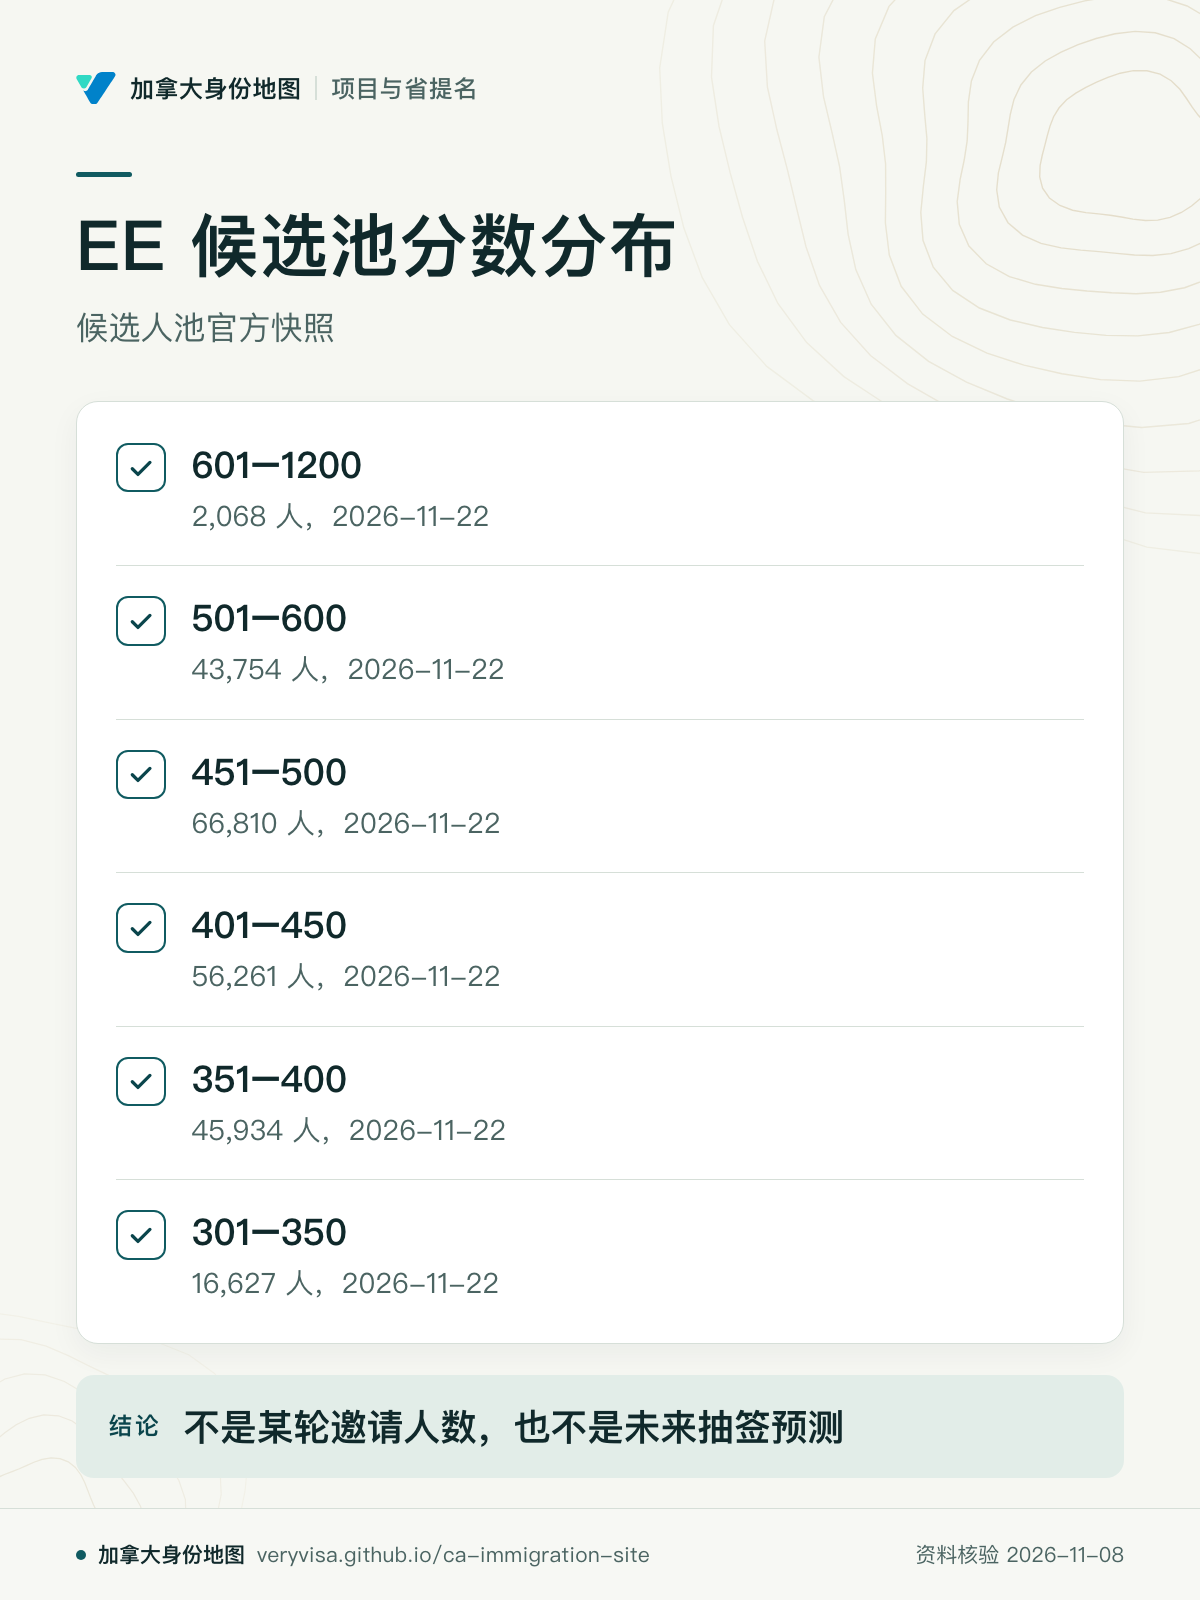 加拿大身份地图 | 项目与省提名
EE 候选池分数分布
候选人池官方快照
601—1200
2,068 人，2026-11-22
501—600
43,754 人，2026-11-22
451—500
66,810 人，2026-11-22
401—450
56,261 人，2026-11-22
351—400
45,934 人，2026-11-22
301—350
16,627 人，2026-11-22
结论 不是某轮邀请人数，也不是未来抽签预测
加拿大身份地图 veryvisa.github.io/ca-immigration-site 资料核验 2026-11-08